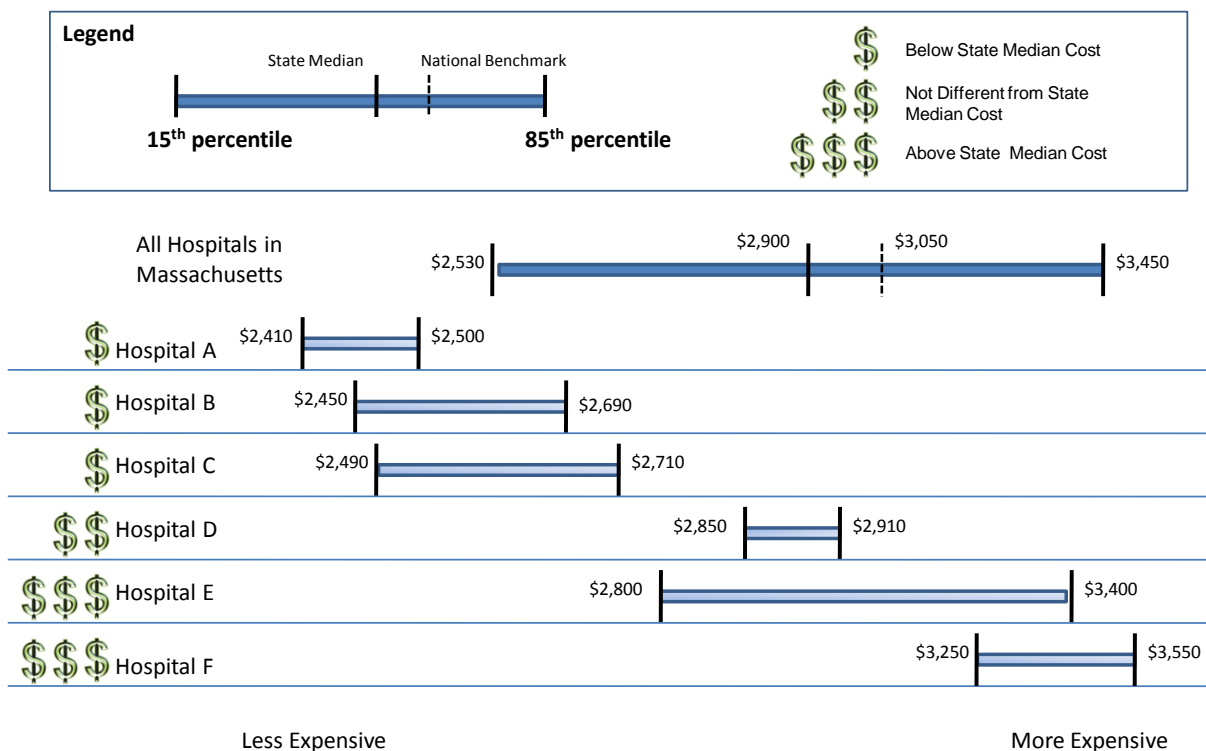 Legend
State Median
National Benchmark
15th percentile
85th percentile
$
Below State Median Cost
$$
Not Different from State
Median Cost
$$$
Above State Median Cost
All Hospitals in
Massachusetts
$2,530
$2,900
$3,050
$3,450
$ Hospital A
$2,410
$2,500
$ Hospital B
$2,450
$2,690
$ Hospital C
$2,490
$2,710
$$ Hospital D
$2,850
$2,910
$$$ Hospital E
$2,800
$3,400
$$$ Hospital F
$3,250
$3,550
Less Expensive
More Expensive